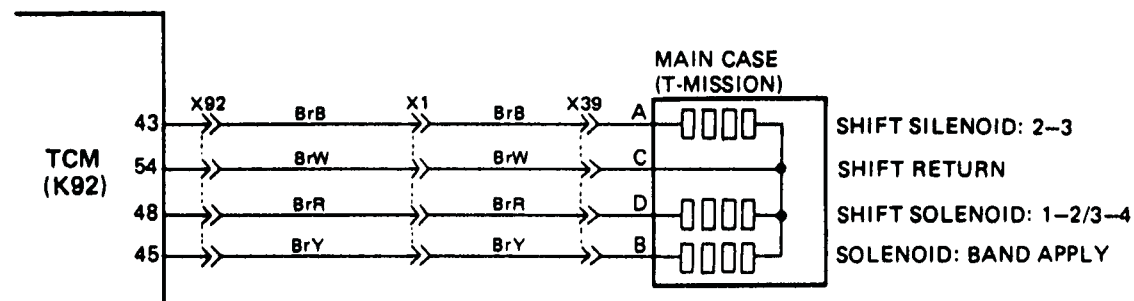 MAIN CASE
(T-MISSION)
X92 X1 X39
43 BrB BrB A SHIFT SILENOID: 2–3
TCM
(K92)
54 BrW BrW C SHIFT RETURN
48 BrR BrR D SHIFT SOLENOID: 1–2/3–4
45 BrY BrY B SOLENOID: BAND APPLY